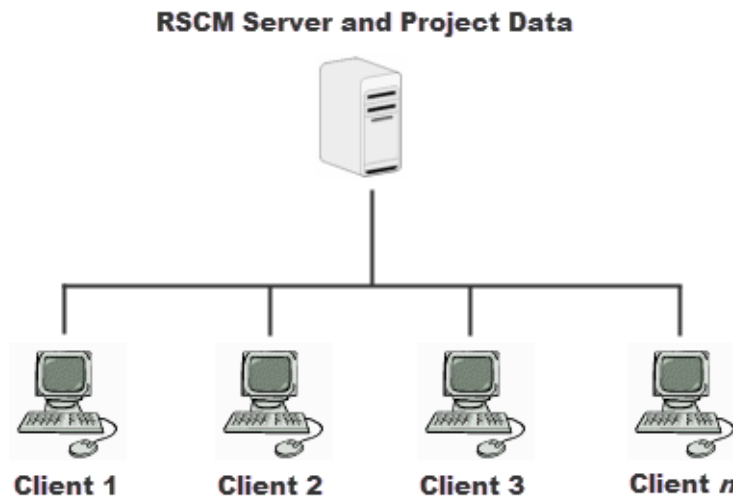 RSCM Server and Project Data
Client 1
Client 2
Client 3
Client n